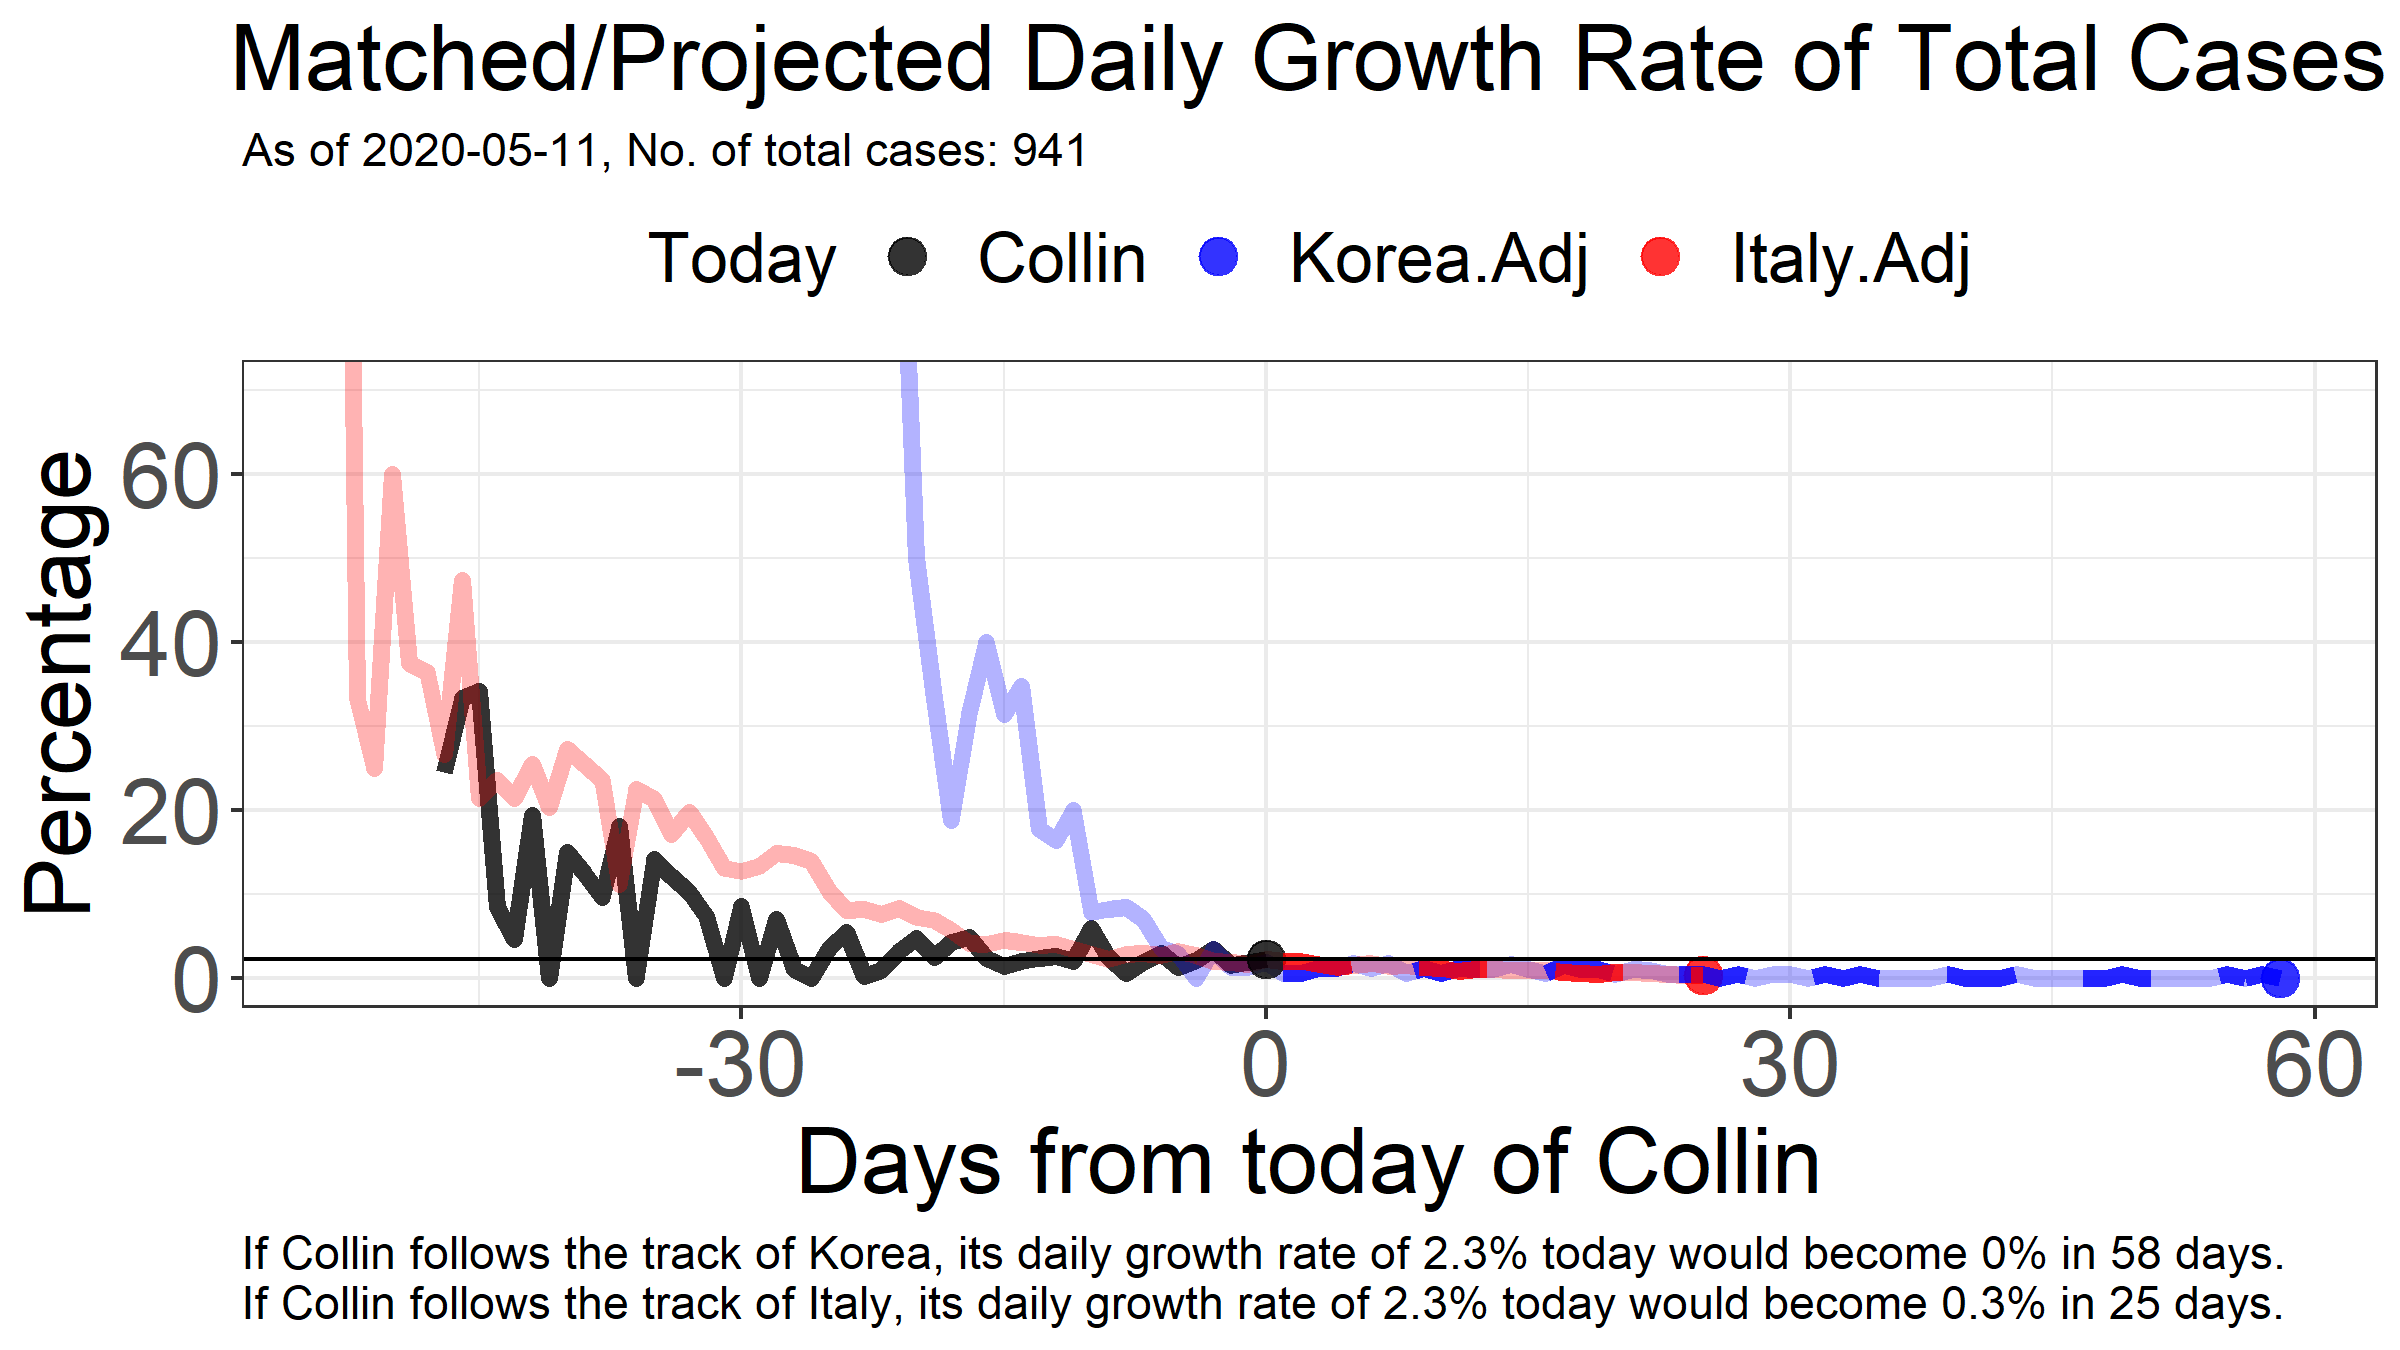 Matched/Projected Daily Growth Rate of Total Cases
As of 2020-05-11, No. of total cases: 941
Today Collin Korea.Adj Italy.Adj
Percentage
60
40
20
0
-30 0 30 60
Days from today of Collin
If Collin follows the track of Korea, its daily growth rate of 2.3% today would become 0% in 58 days.
If Collin follows the track of Italy, its daily growth rate of 2.3% today would become 0.3% in 25 days.